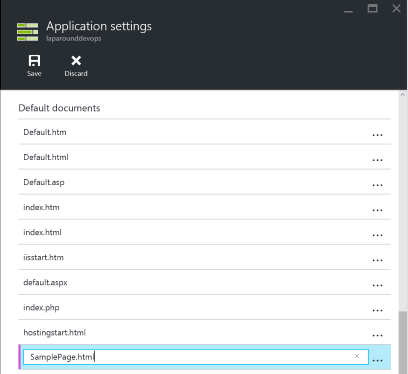 Application settings
laparounddevops
Save Discard
Default documents
Default.htm
Default.html
Default.asp
index.htm
index.html
iisstart.htm
default.aspx
index.php
hostingstart.html
SamplePage.html